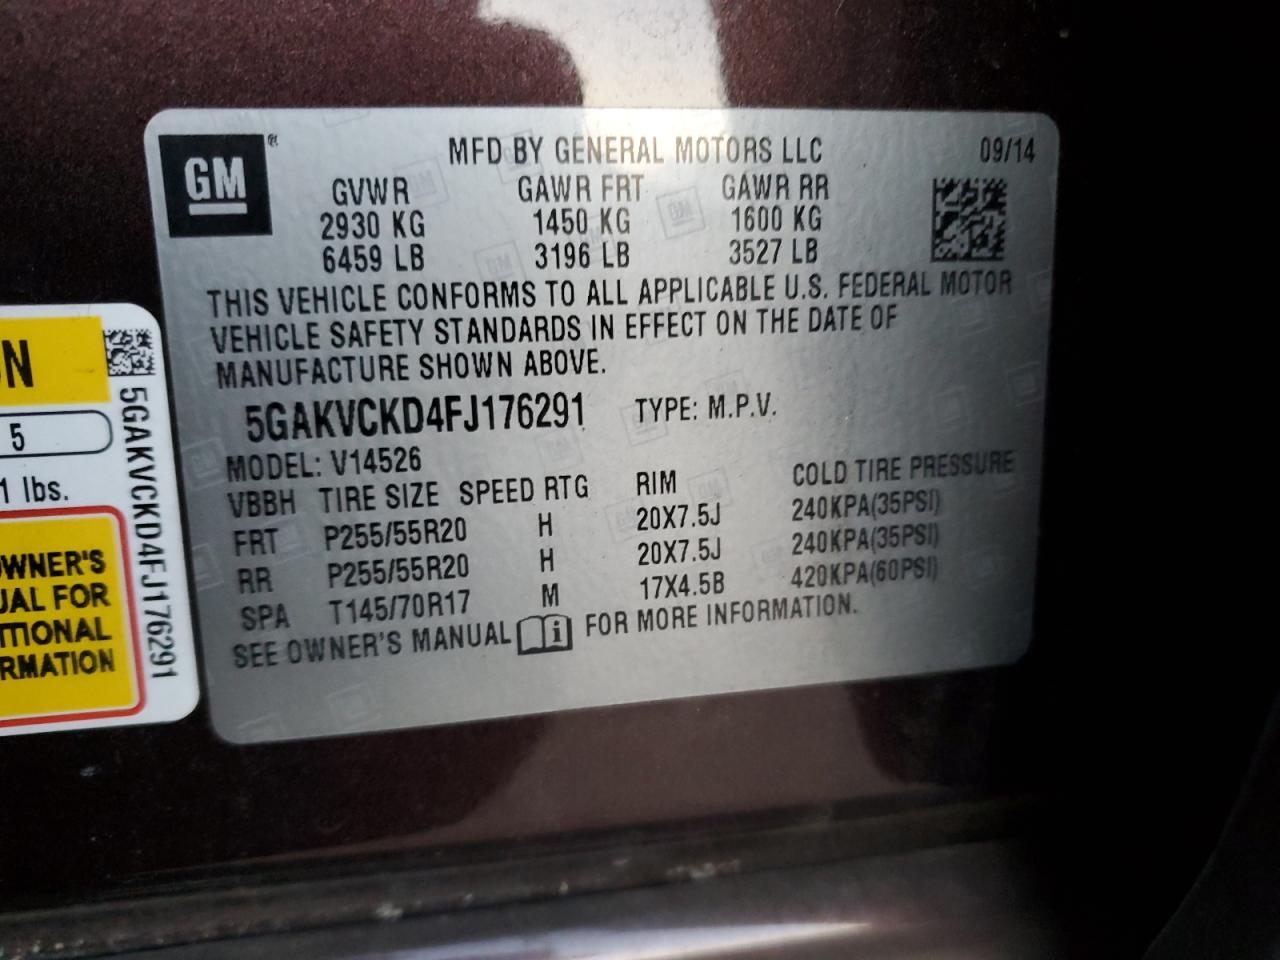 GM
®
MFD BY GENERAL MOTORS LLC 09/14
GVWR GAWR FRT GAWR RR
2930 KG 1450 KG 1600 KG
6459 LB 3196 LB 3527 LB
THIS VEHICLE CONFORMS TO ALL APPLICABLE U.S. FEDERAL MOTOR
VEHICLE SAFETY STANDARDS IN EFFECT ON THE DATE OF
MANUFACTURE SHOWN ABOVE.
5GAKVCKD4FJ176291 TYPE: M.P.V.
MODEL: V14526
VBBH TIRE SIZE SPEED RTG RIM COLD TIRE PRESSURE
FRT P255/55R20 H 20X7.5J 240KPA(35PSI)
RR P255/55R20 H 20X7.5J 240KPA(35PSI)
SPA T145/70R17 M 17X4.5B 420KPA(60PSI)
SEE OWNER'S MANUAL i FOR MORE INFORMATION.
ON
5
1 lbs.
OWNER'S
UAL FOR
ITIONAL
RMATION
5GAKVCKD4FJ176291